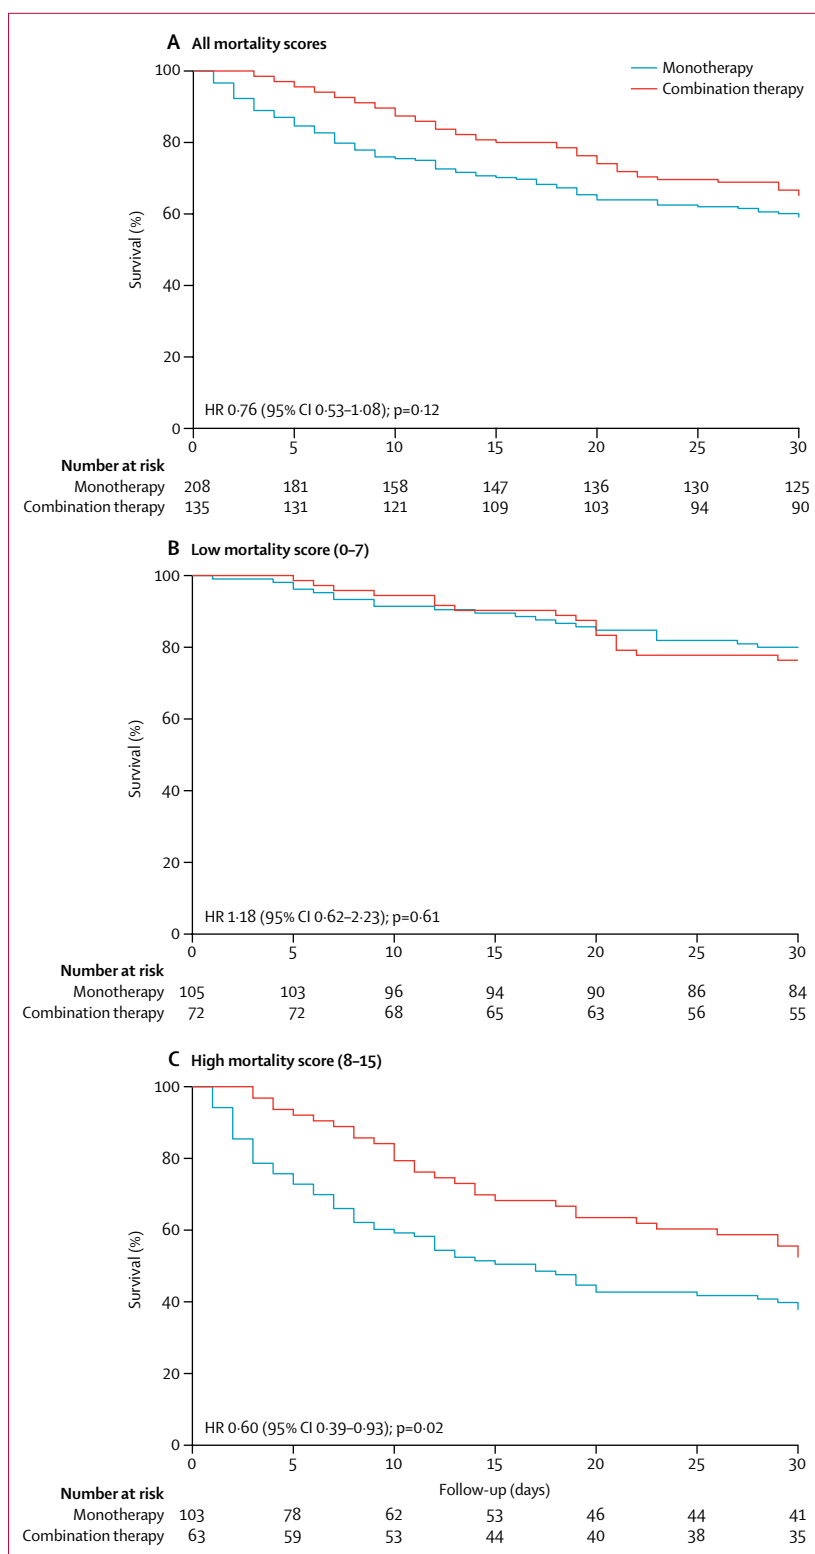 A All mortality scores
Monotherapy
Combination therapy
100
80
60
40
20
0
Survival (%)
HR 0·76 (95% CI 0·53–1·08); p=0·12
0 5 10 15 20 25 30
Number at risk
Monotherapy 208 181 158 147 136 130 125
Combination therapy 135 131 121 109 103 94 90
B Low mortality score (0–7)
100
80
60
40
20
0
Survival (%)
HR 1·18 (95% CI 0·62–2·23); p=0·61
0 5 10 15 20 25 30
Number at risk
Monotherapy 105 103 96 94 90 86 84
Combination therapy 72 72 68 65 63 56 55
C High mortality score (8–15)
100
80
60
40
20
0
Survival (%)
HR 0·60 (95% CI 0·39–0·93); p=0·02
0 5 10 15 20 25 30
Follow-up (days)
Number at risk
Monotherapy 103 78 62 53 46 44 41
Combination therapy 63 59 53 44 40 38 35